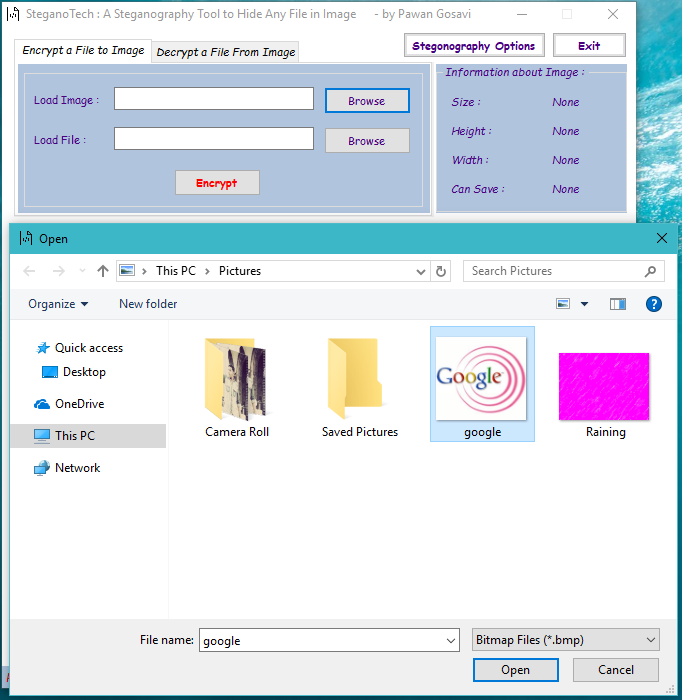 SteganoTech : A Steganography Tool to Hide Any File in Image - by Pawan Gosavi
Encrypt a File to Image
Decrypt a File From Image
Stegonography Options
Exit
Load Image :
Browse
Load File :
Browse
Encrypt
Information about Image :
Size : None
Height : None
Width : None
Can Save : None
Open
This PC > Pictures
Search Pictures
Organize
New folder
Quick access
Desktop
OneDrive
This PC
Network
Google
Camera Roll
Saved Pictures
google
Raining
File name: google
Bitmap Files (*.bmp)
Open
Cancel